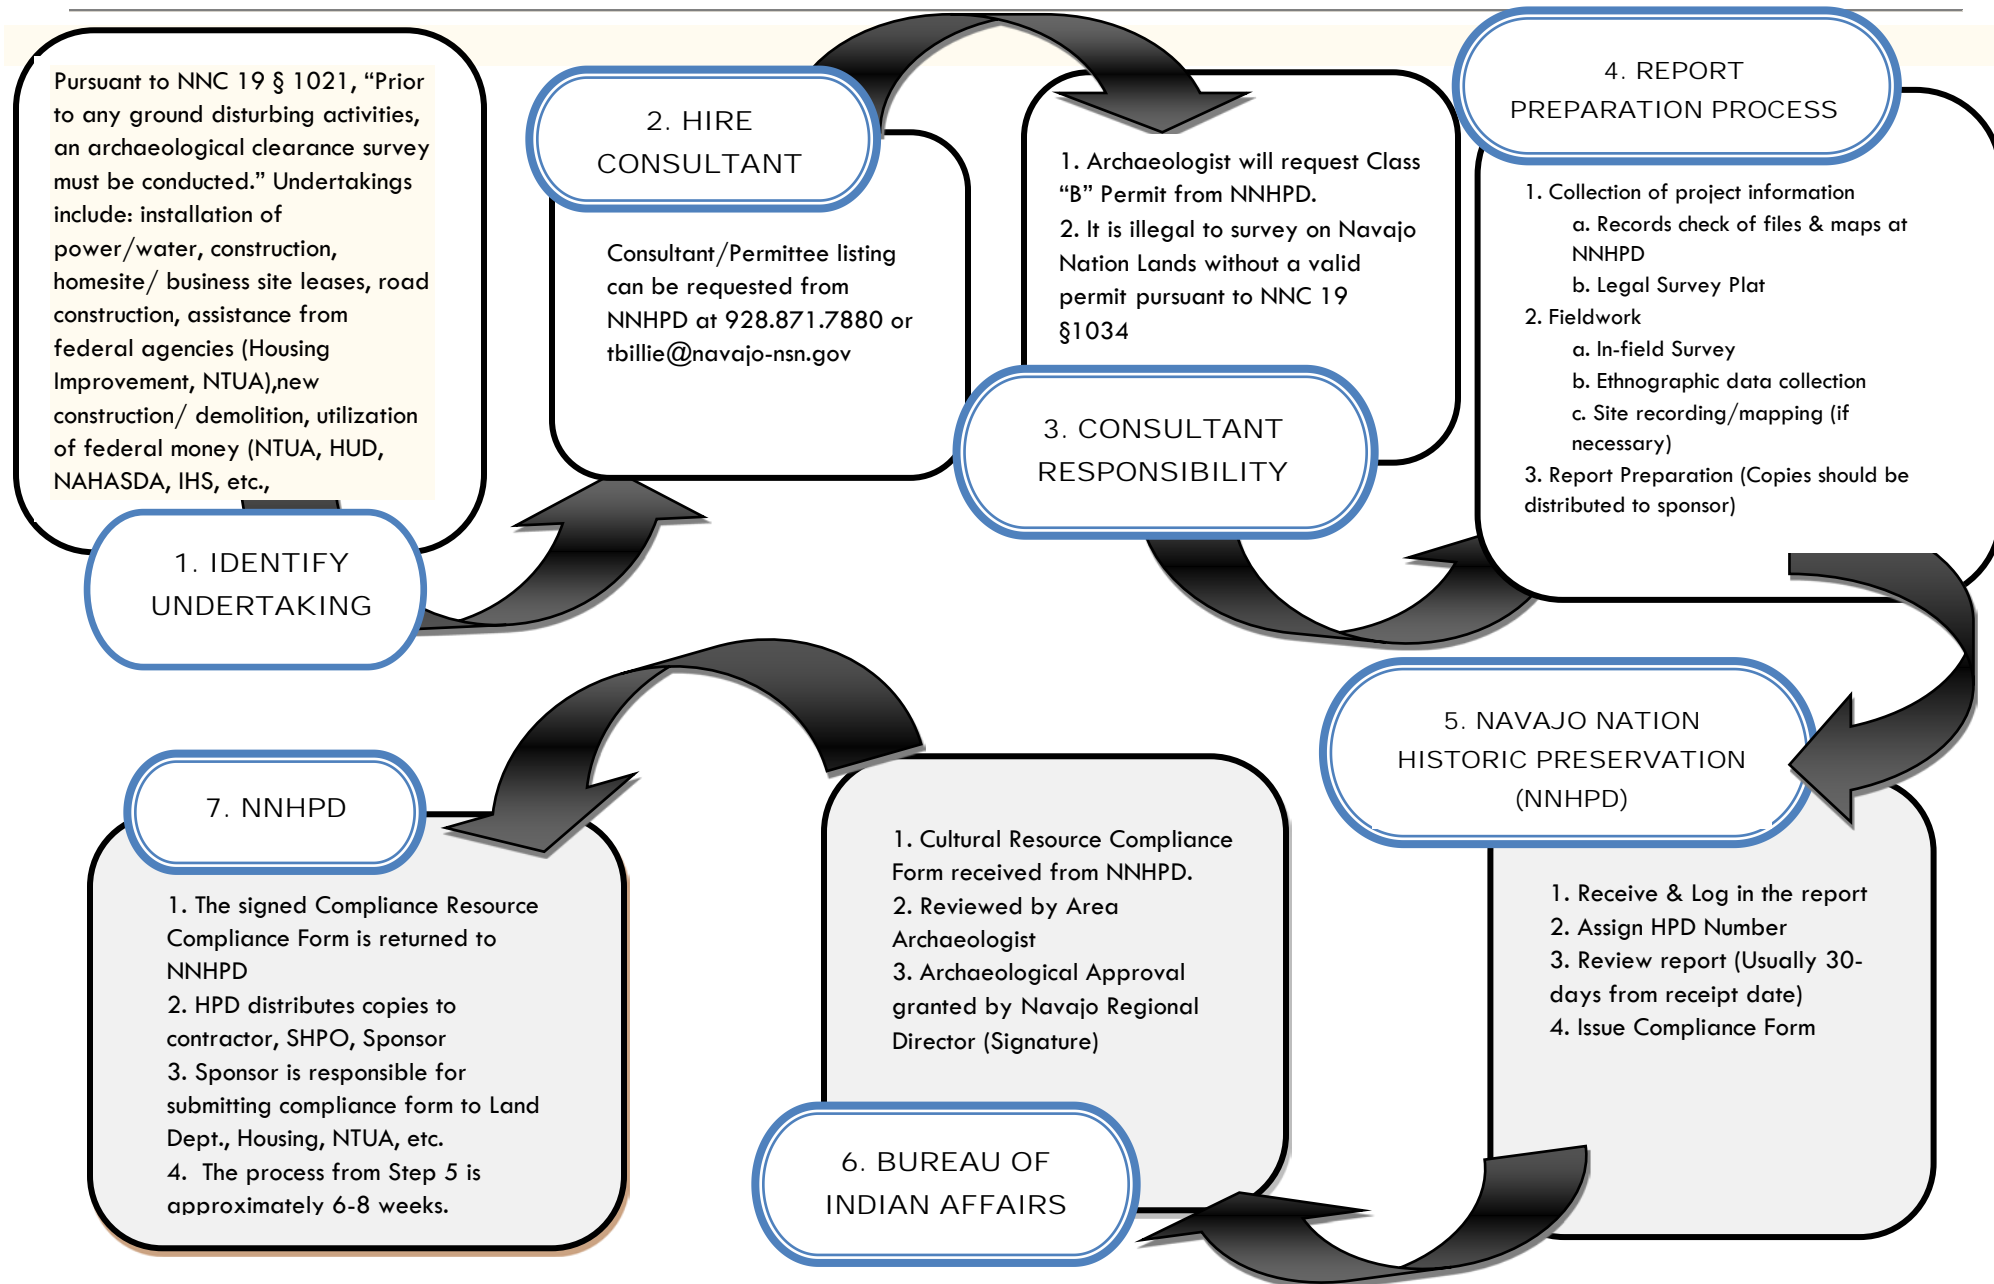 Pursuant to NNC 19 § 1021, “Prior
to any ground disturbing activities,
an archaeological clearance survey
must be conducted.” Undertakings
include: installation of
power/water, construction,
homesite/ business site leases, road
construction, assistance from
federal agencies (Housing
Improvement, NTUA),new
construction/ demolition, utilization
of federal money (NTUA, HUD,
NAHASDA, IHS, etc.,
1. IDENTIFY
UNDERTAKING
2. HIRE
CONSULTANT
Consultant/Permittee listing
can be requested from
NNHPD at 928.871.7880 or
tbillie@navajo-nsn.gov
1. Archaeologist will request Class
“B” Permit from NNHPD.
2. It is illegal to survey on Navajo
Nation Lands without a valid
permit pursuant to NNC 19
§1034
3. CONSULTANT
RESPONSIBILITY
4. REPORT
PREPARATION PROCESS
1. Collection of project information
a. Records check of files & maps at
NNHPD
b. Legal Survey Plat
2. Fieldwork
a. In-field Survey
b. Ethnographic data collection
c. Site recording/mapping (if
necessary)
3. Report Preparation (Copies should be
distributed to sponsor)
5. NAVAJO NATION
HISTORIC PRESERVATION
(NNHPD)
1. Receive & Log in the report
2. Assign HPD Number
3. Review report (Usually 30-
days from receipt date)
4. Issue Compliance Form
1. Cultural Resource Compliance
Form received from NNHPD.
2. Reviewed by Area
Archaeologist
3. Archaeological Approval
granted by Navajo Regional
Director (Signature)
6. BUREAU OF
INDIAN AFFAIRS
7. NNHPD
1. The signed Compliance Resource
Compliance Form is returned to
NNHPD
2. HPD distributes copies to
contractor, SHPO, Sponsor
3. Sponsor is responsible for
submitting compliance form to Land
Dept., Housing, NTUA, etc.
4. The process from Step 5 is
approximately 6-8 weeks.